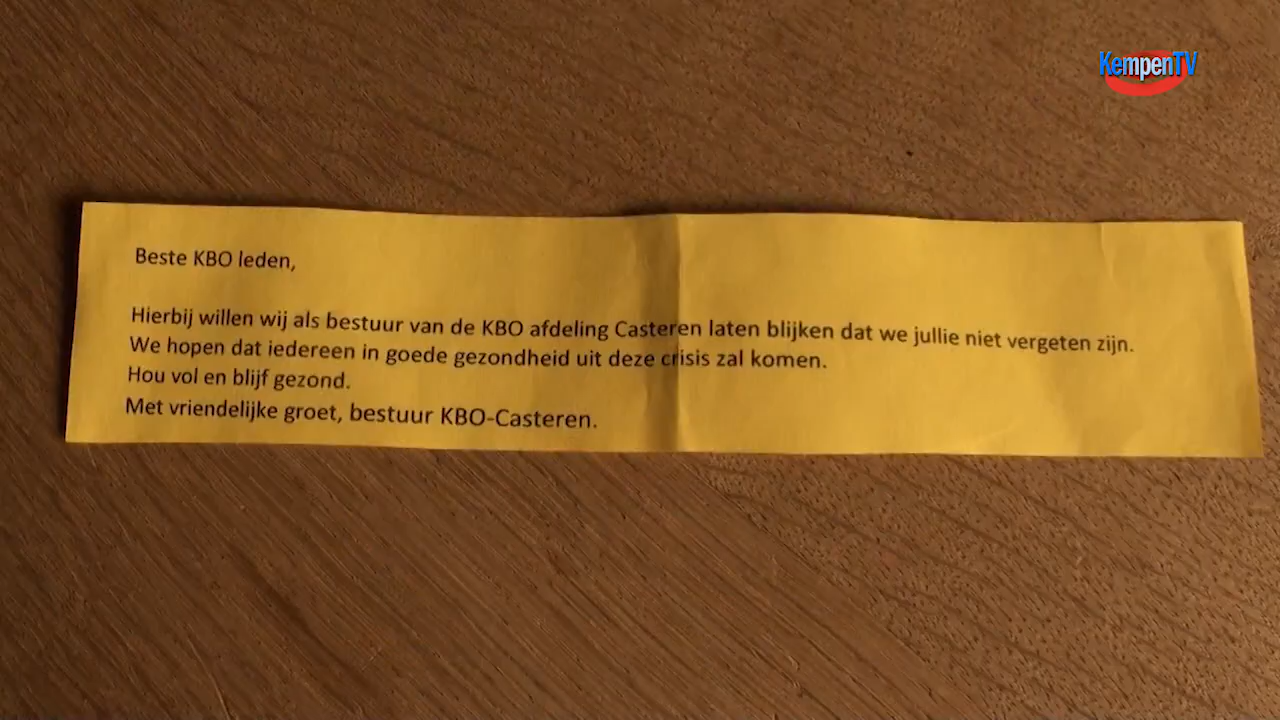 KempenTV
Beste KBO leden,
Hierbij willen wij als bestuur van de KBO afdeling Casteren laten blijken dat we jullie niet vergeten zijn.
We hopen dat iedereen in goede gezondheid uit deze crisis zal komen.
Hou vol en blijf gezond.
Met vriendelijke groet, bestuur KBO-Casteren.